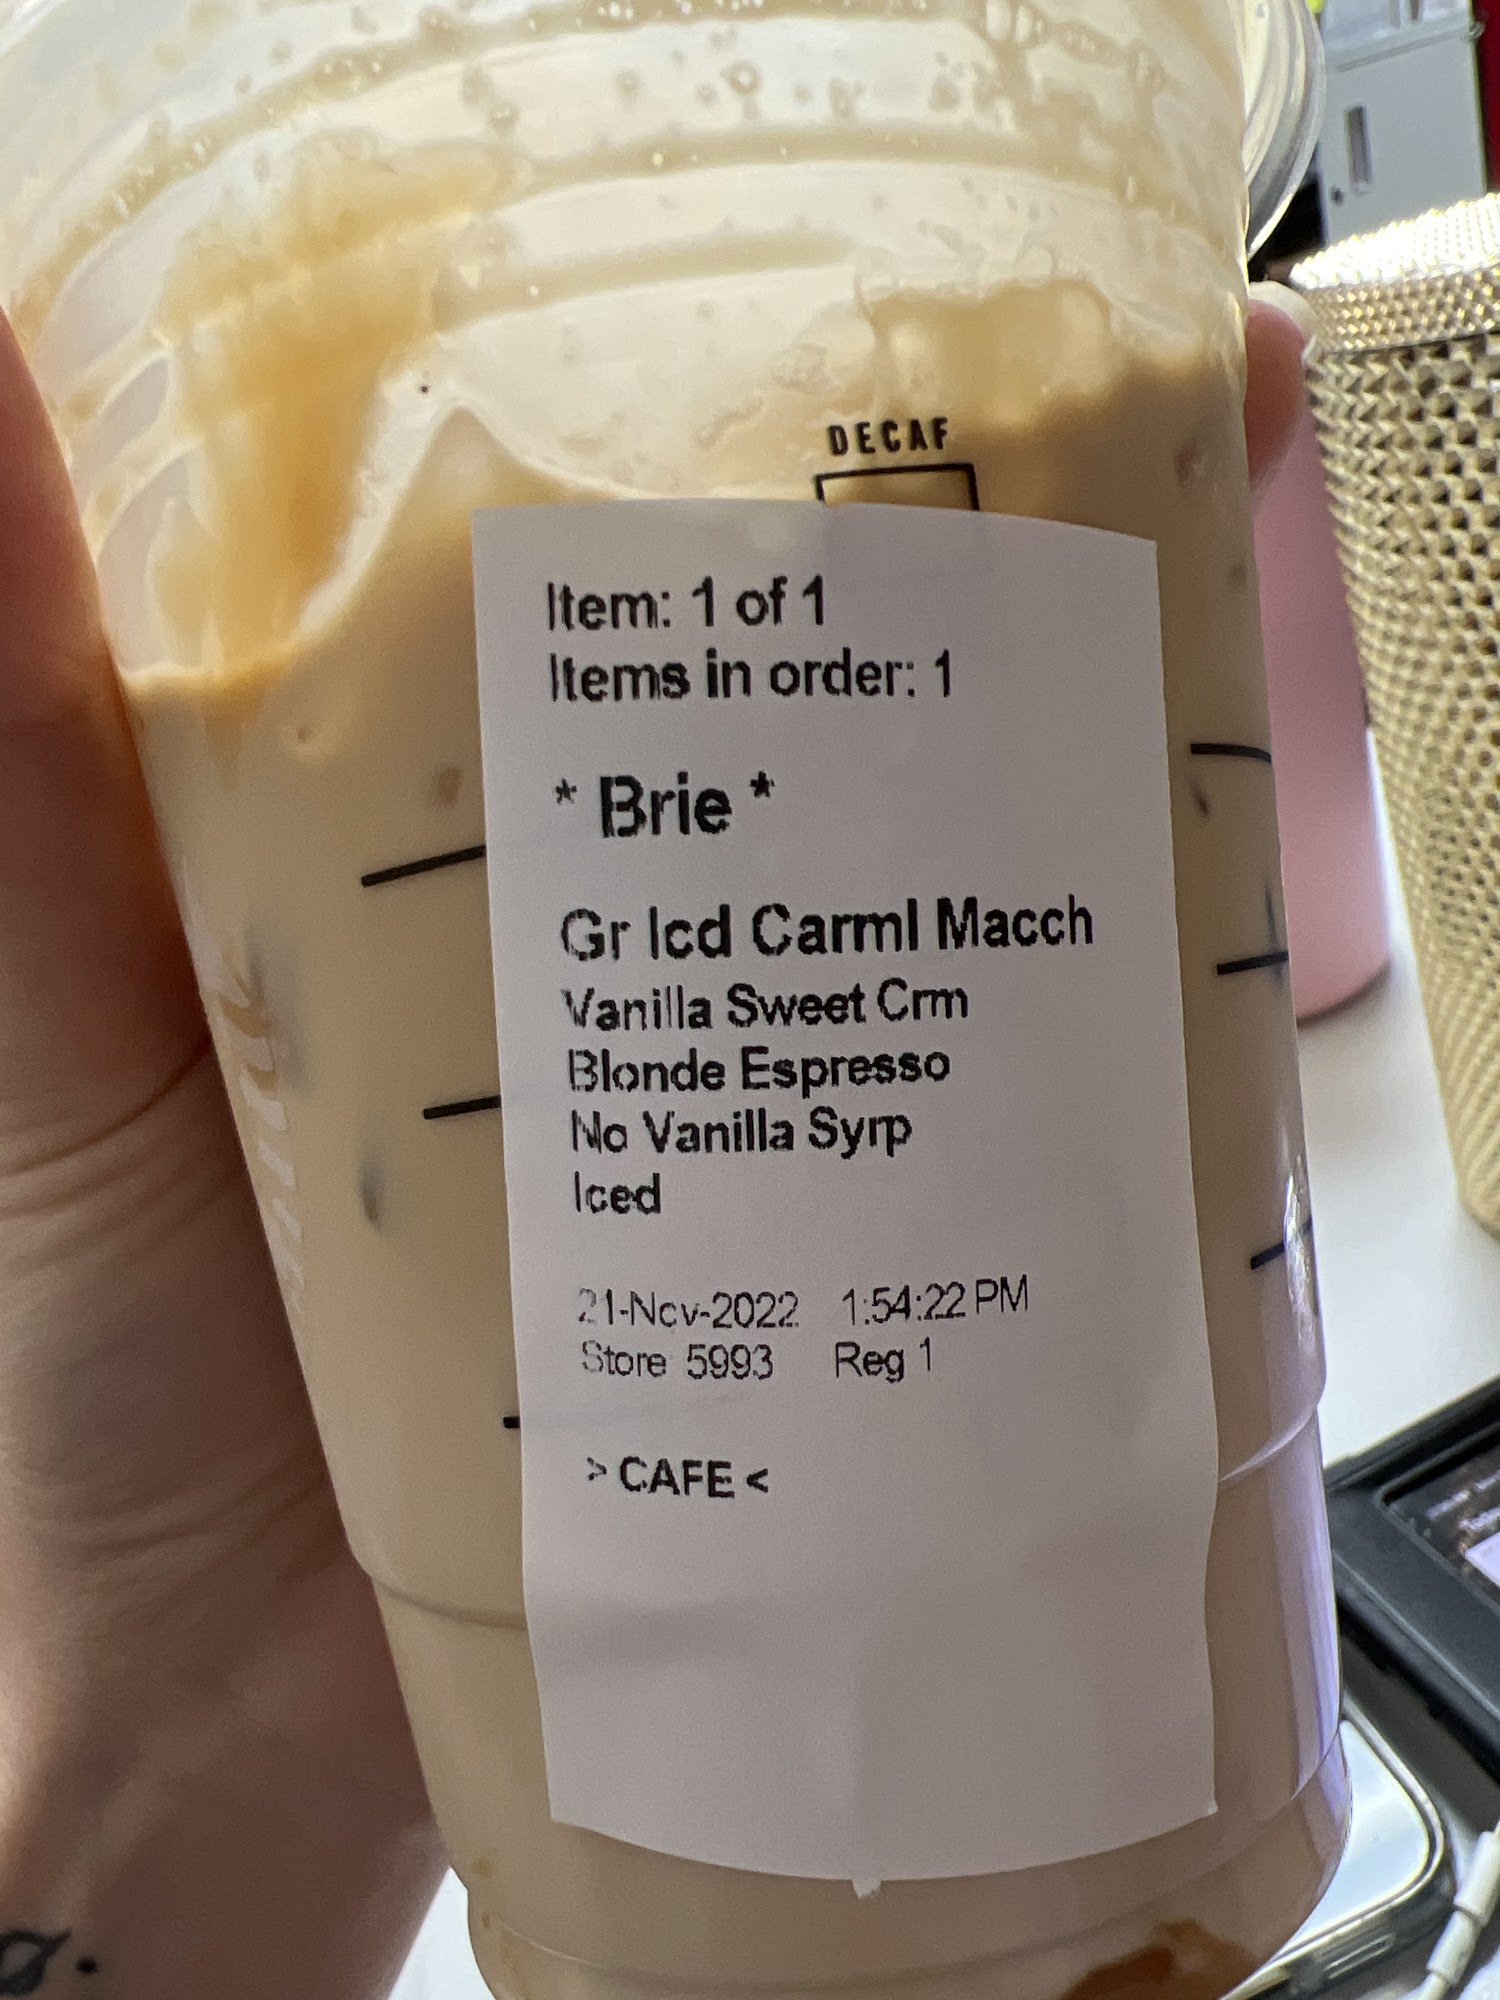 DECAF
Item: 1 of 1
Items in order: 1
* Brie *
Gr Icd Carml Macch
Vanilla Sweet Crm
Blonde Espresso
No Vanilla Syrp
Iced
21-Nov-2022 1:54:22 PM
Store 5993 Reg 1
> CAFE <